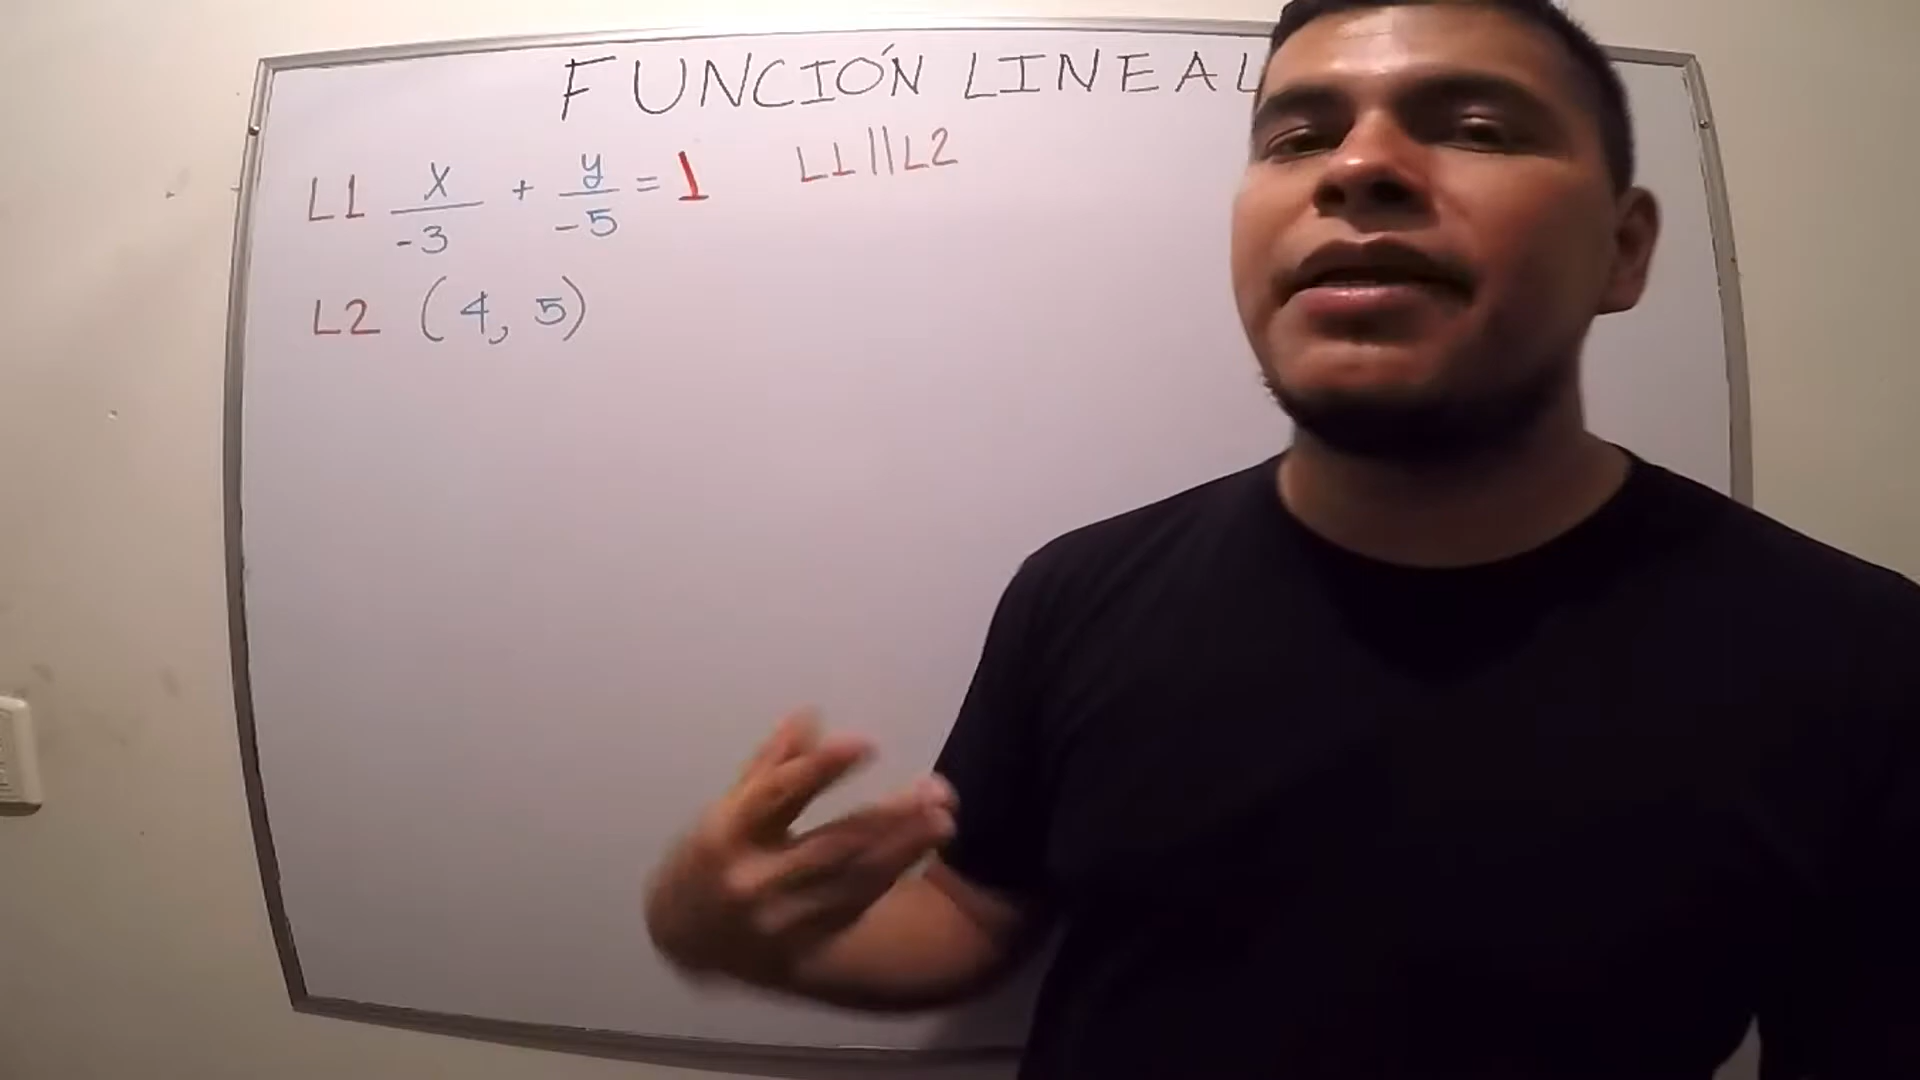 FUNCIÓN LINEAL
L1 x/-3 + y/-5 = 1 L1 || L2
L2 (4, 5)